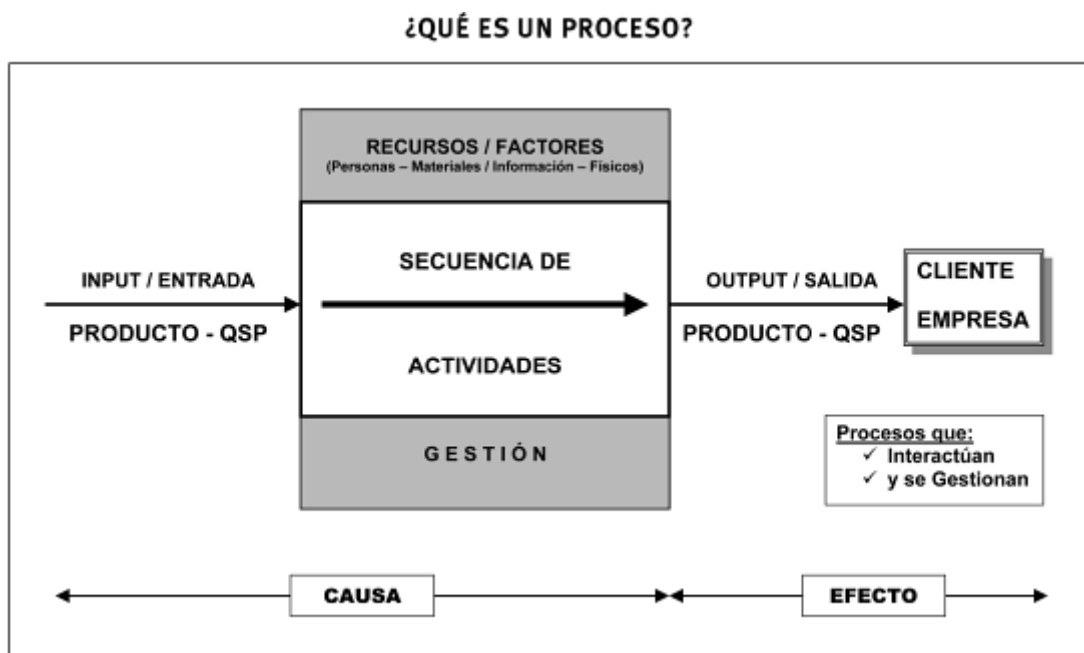 ¿QUÉ ES UN PROCESO?
RECURSOS / FACTORES
(Personas – Materiales / Información – Físicos)
INPUT / ENTRADA
PRODUCTO - QSP
SECUENCIA DE
ACTIVIDADES
OUTPUT / SALIDA
PRODUCTO - QSP
CLIENTE
EMPRESA
GESTIÓN
Procesos que:
✓ Interactúan
✓ y se Gestionan
CAUSA
EFECTO